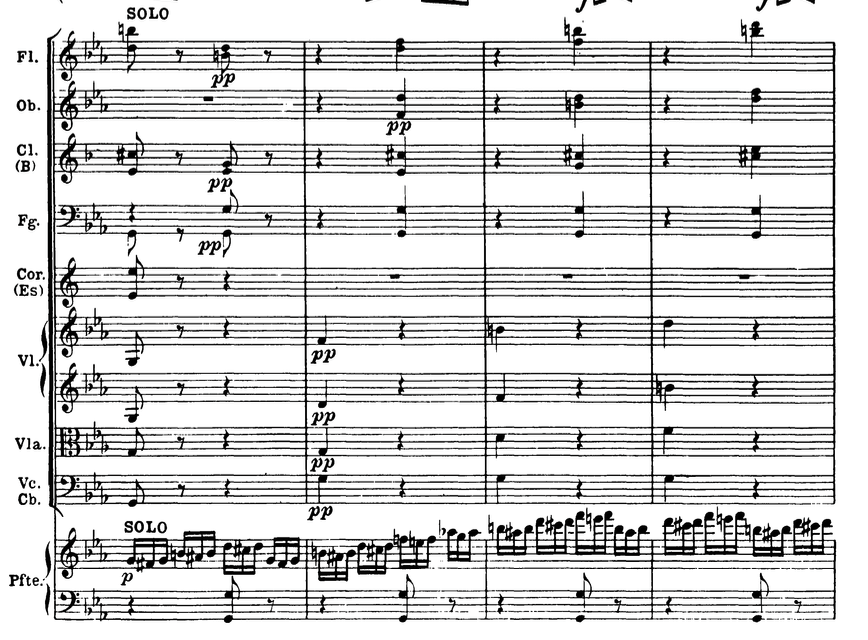 SOLO
Fl.
pp
Ob.
pp
Cl.
(B)
pp
Fg.
pp
Cor.
(Es)
Vl.
pp
pp
Vla.
pp
Vc.
Cb.
pp
SOLO
Pfte.
p